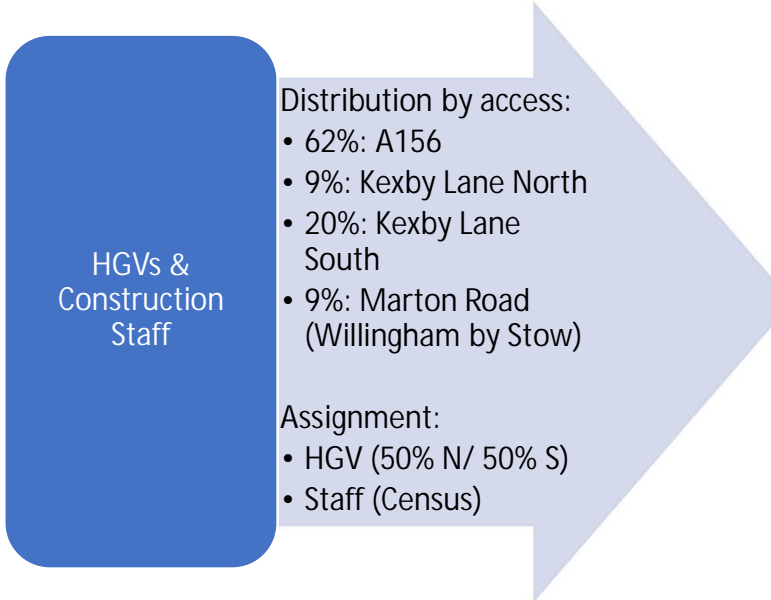 HGVs &
Construction
Staff
Distribution by access:
• 62%: A156
• 9%: Kexby Lane North
• 20%: Kexby Lane
South
• 9%: Marton Road
(Willingham by Stow)
Assignment:
• HGV (50% N/ 50% S)
• Staff (Census)